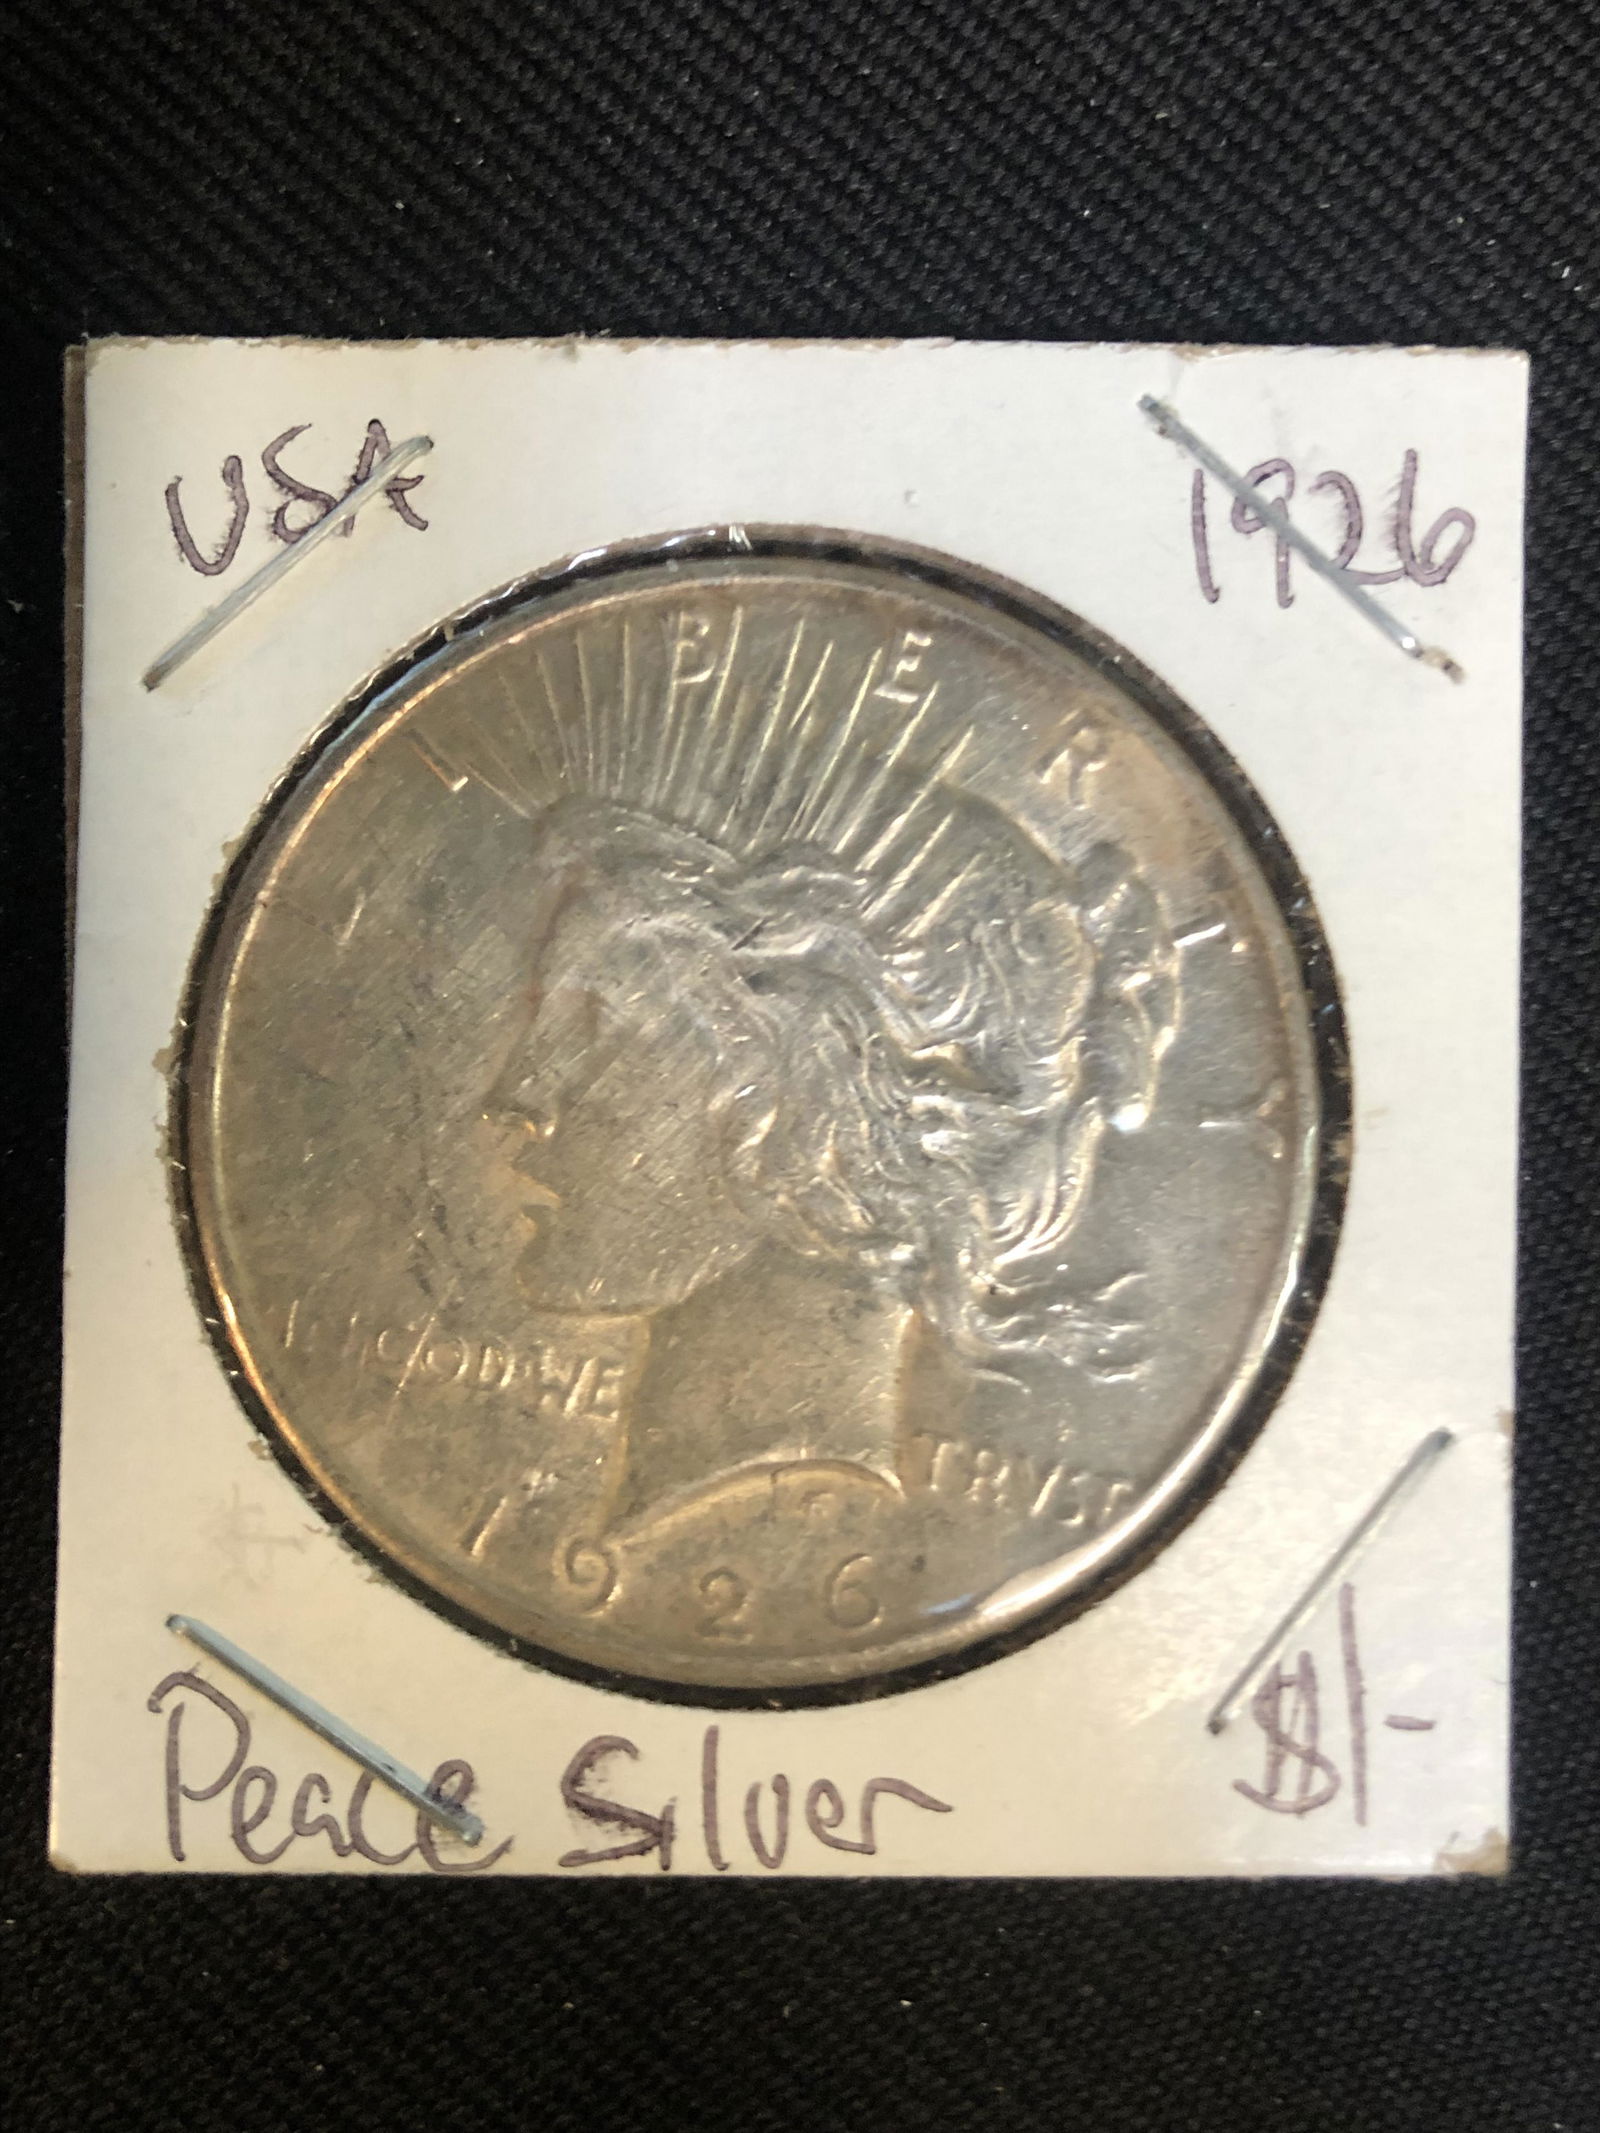 USA 1926
LIBERTY
IN GOD WE TRVST
1926
Peace Silver $1-